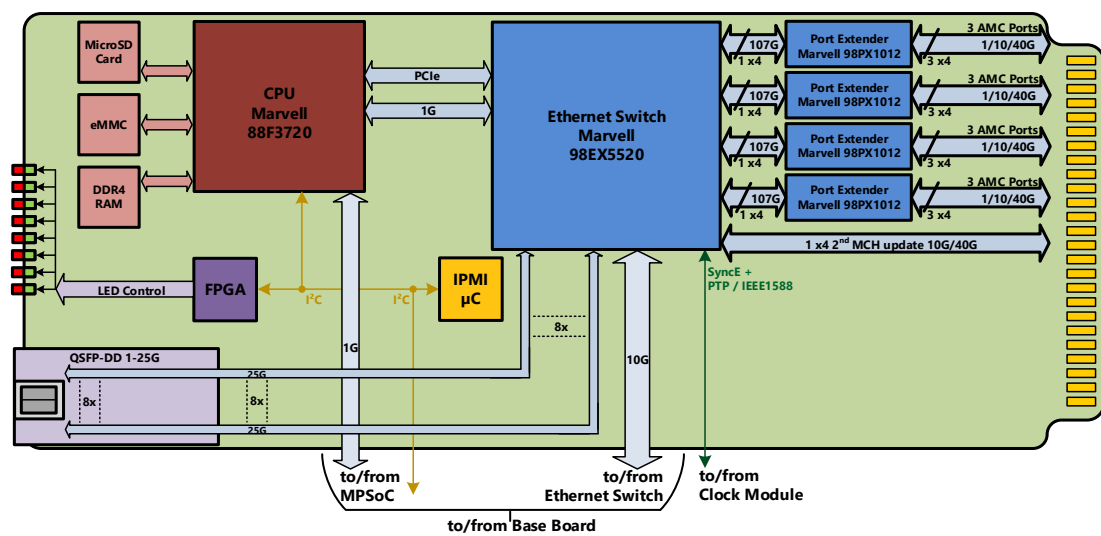 MicroSD
Card
eMMC
DDR4
RAM
CPU
Marvell
88F3720
PCIe
1G
Ethernet Switch
Marvell
98EX5520
107G
1 x4
Port Extender
Marvell 98PX1012
3 x4
3 AMC Ports
1/10/40G
107G
1 x4
Port Extender
Marvell 98PX1012
3 x4
3 AMC Ports
1/10/40G
107G
1 x4
Port Extender
Marvell 98PX1012
3 x4
3 AMC Ports
1/10/40G
107G
1 x4
Port Extender
Marvell 98PX1012
3 x4
3 AMC Ports
1/10/40G
1 x4 2nd MCH update 10G/40G
LED Control
FPGA
I²C
I²C
IPMI
µC
SyncE +
PTP / IEEE1588
8x
1G
10G
QSFP-DD 1-25G
25G
8x
8x
25G
to/from
MPSoC
to/from
Ethernet Switch
to/from
Clock Module
to/from Base Board